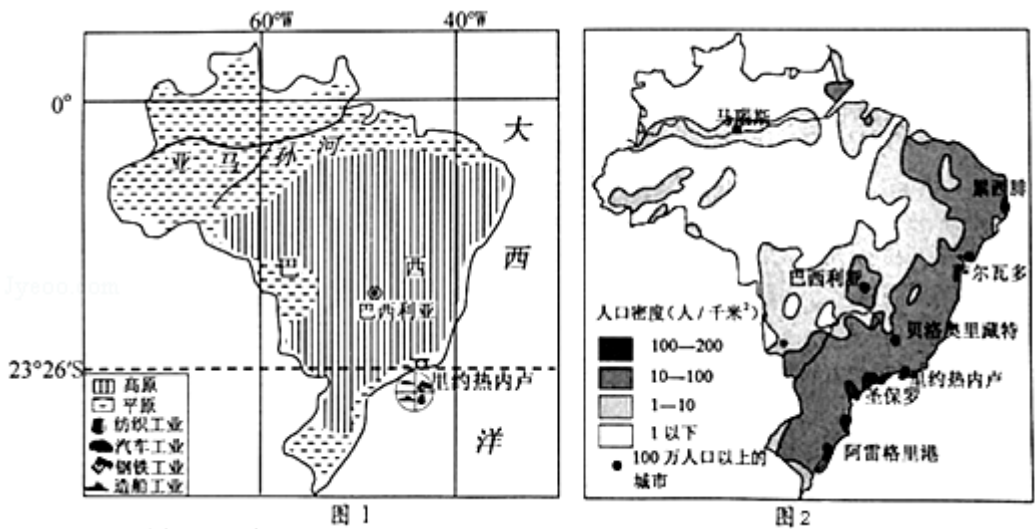 60°W
40°W
0°
大
西
洋
亚 马 孙 河
巴 西
巴西利亚
23°26′S
里约热内卢
高原
平原
纺织工业
汽车工业
钢铁工业
造船工业
图 1
马瑙斯
累西腓
萨尔瓦多
巴西利亚
贝洛奥里藏特
里约热内卢
圣保罗
阿雷格里港
人口密度(人/千米²)
100—200
10—100
1—10
1 以下
100万人口以上的
城市
图 2